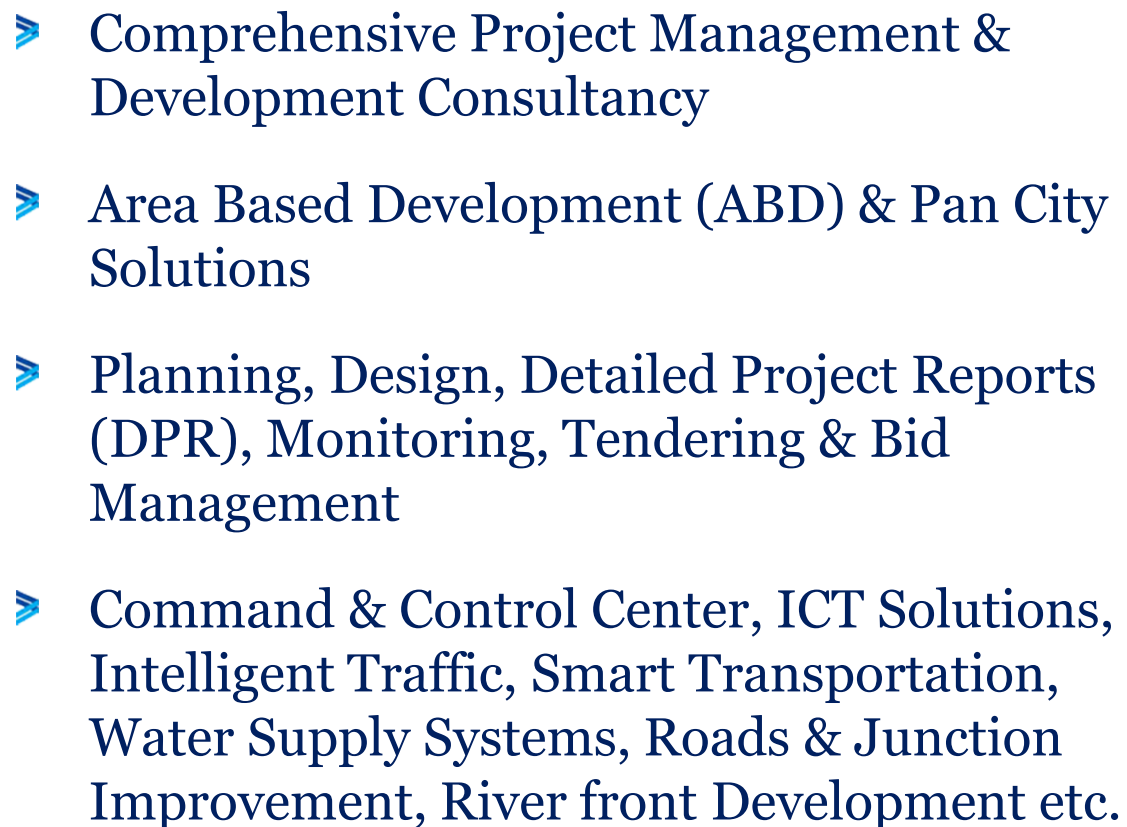 Comprehensive Project Management &
Development Consultancy
Area Based Development (ABD) & Pan City
Solutions
Planning, Design, Detailed Project Reports
(DPR), Monitoring, Tendering & Bid
Management
Command & Control Center, ICT Solutions,
Intelligent Traffic, Smart Transportation,
Water Supply Systems, Roads & Junction
Improvement, River front Development etc.